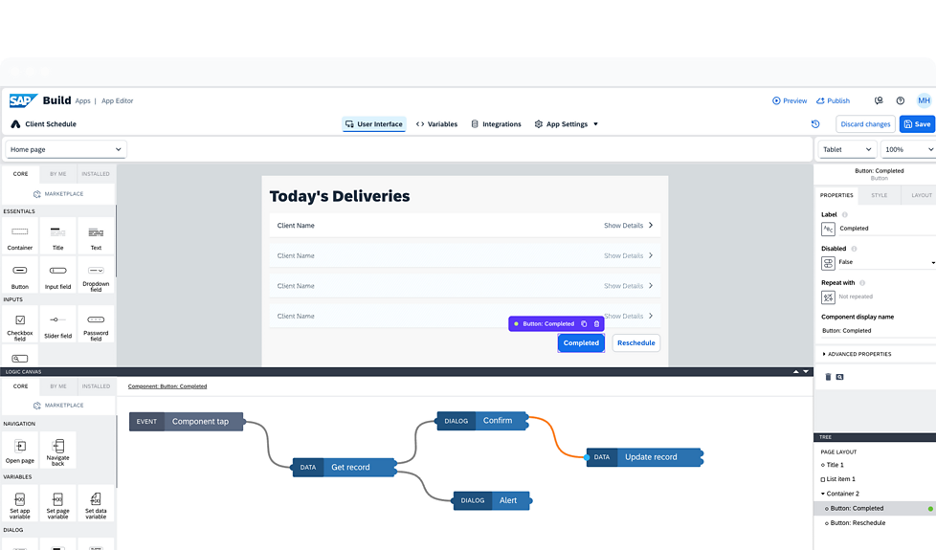 SAP Build Apps | App Editor
Preview Publish MH
Client Schedule
User Interface <> Variables Integrations App Settings
Discard changes Save
Home page
Tablet 100%
CORE BY ME INSTALLED
MARKETPLACE
ESSENTIALS
Container Title Text
Button Input field Dropdown field
INPUTS
Checkbox field Slider field Password field
Today's Deliveries
Client Name Show Details
Client Name Show Details
Client Name Show Details
Client Name Show Details
Button: Completed
Completed Reschedule
Button: Completed
Button
PROPERTIES STYLE LAYOUT
Label
Completed
Disabled
False
Repeat with
Not repeated
Component display name
Button: Completed
ADVANCED PROPERTIES
LOGIC CANVAS
CORE BY ME INSTALLED
MARKETPLACE
NAVIGATION
Open page Navigate back
VARIABLES
Set app variable Set page variable Set data variable
DIALOG
Component: Button: Completed
EVENT Component tap
DATA Get record
DIALOG Confirm
DIALOG Alert
DATA Update record
TREE
PAGE LAYOUT
Title 1
List item 1
Container 2
Button: Completed
Button: Reschedule